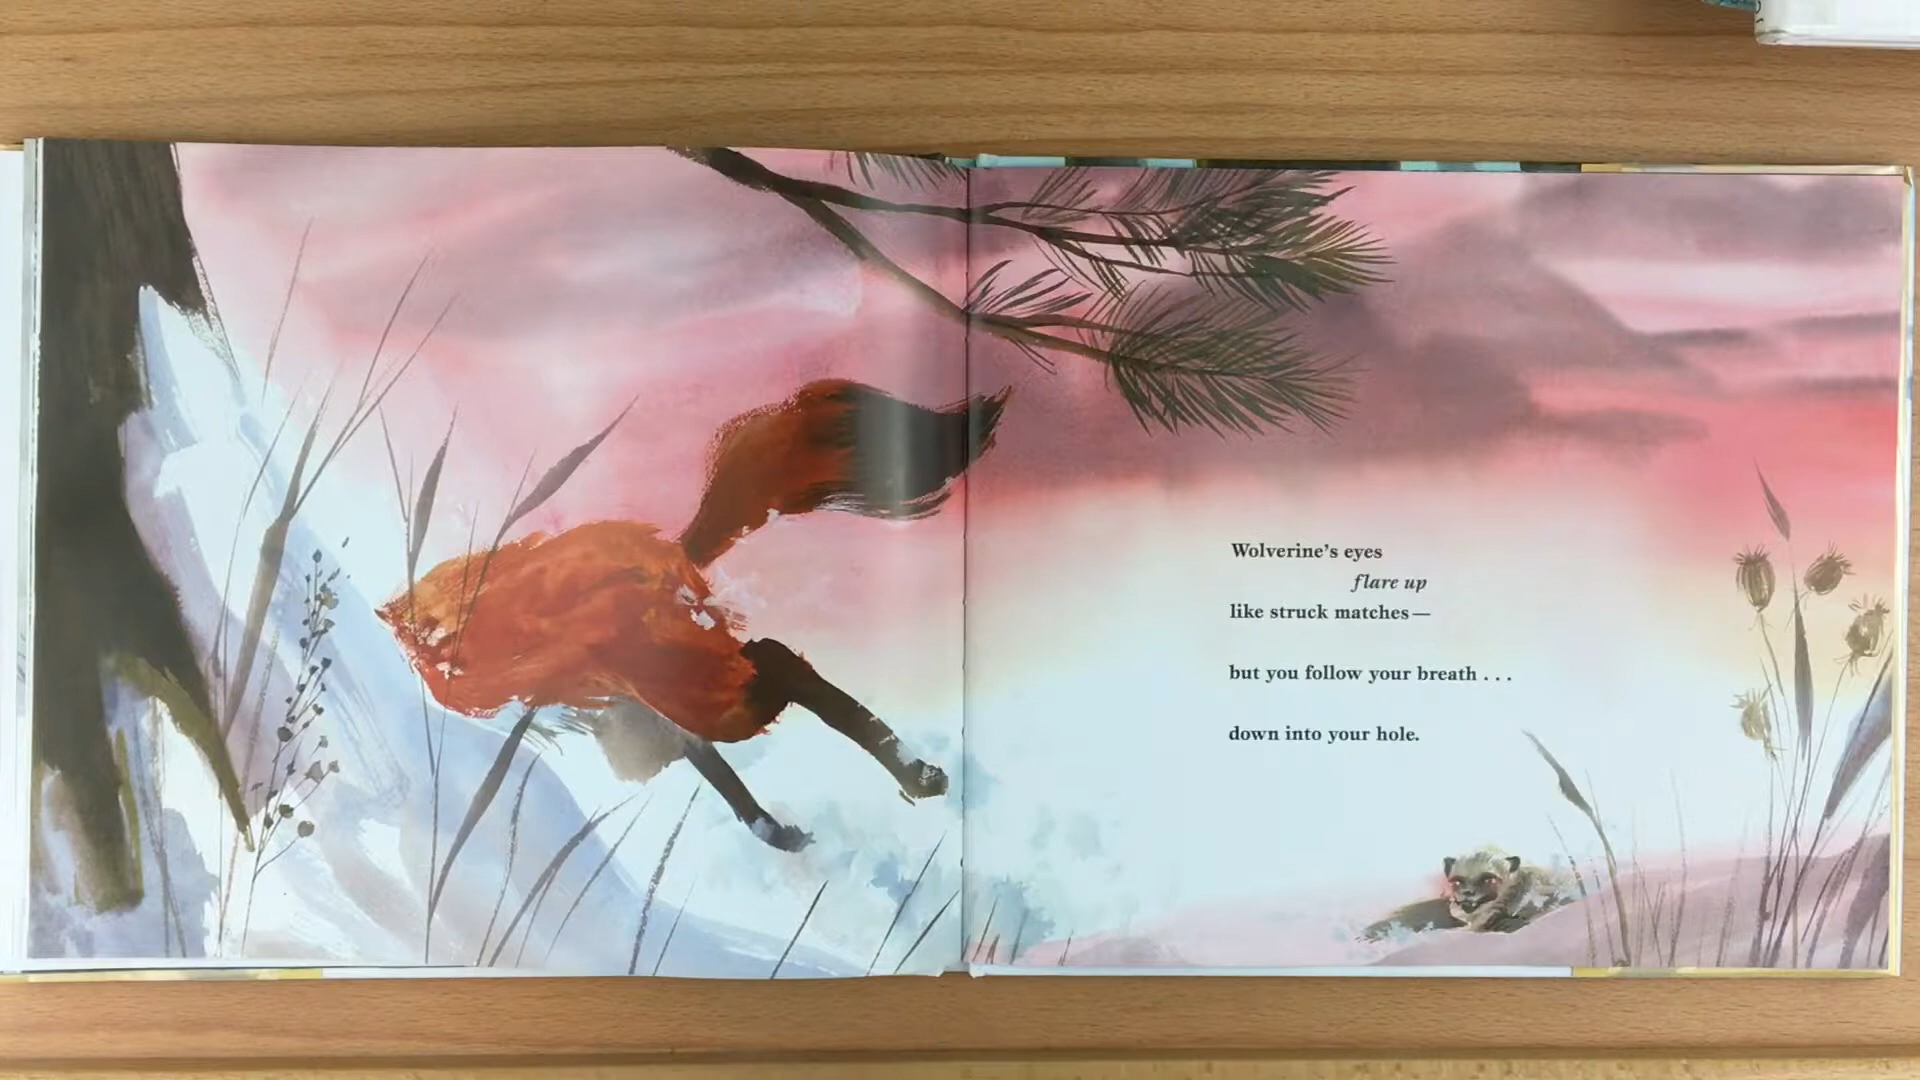 Wolverine's eyes
flare up
like struck matches—
but you follow your breath . . .
down into your hole.